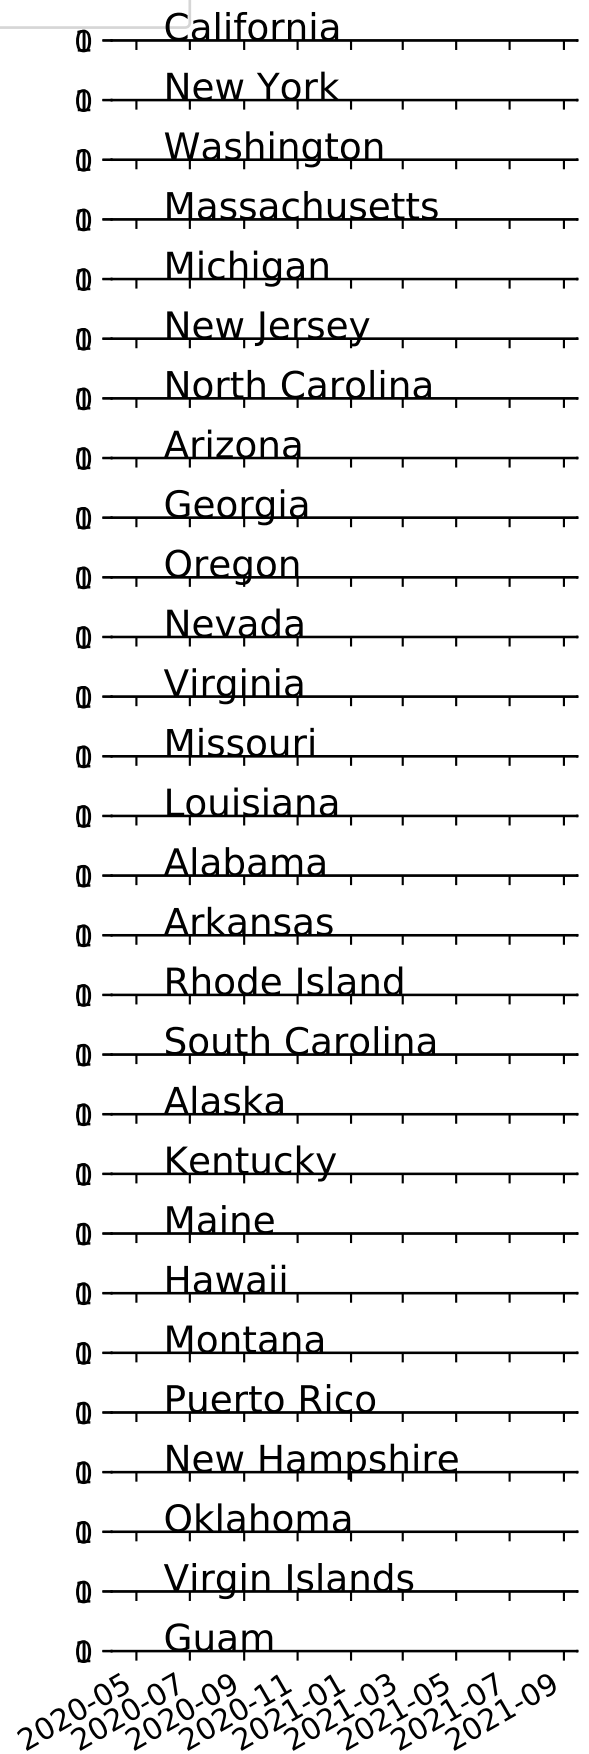 California
New York
Washington
Massachusetts
Michigan
New Jersey
North Carolina
Arizona
Georgia
Oregon
Nevada
Virginia
Missouri
Louisiana
Alabama
Arkansas
Rhode Island
South Carolina
Alaska
Kentucky
Maine
Hawaii
Montana
Puerto Rico
New Hampshire
Oklahoma
Virgin Islands
Guam
2020-05 2020-07 2020-09 2020-11 2021-01 2021-03 2021-05 2021-07 2021-09